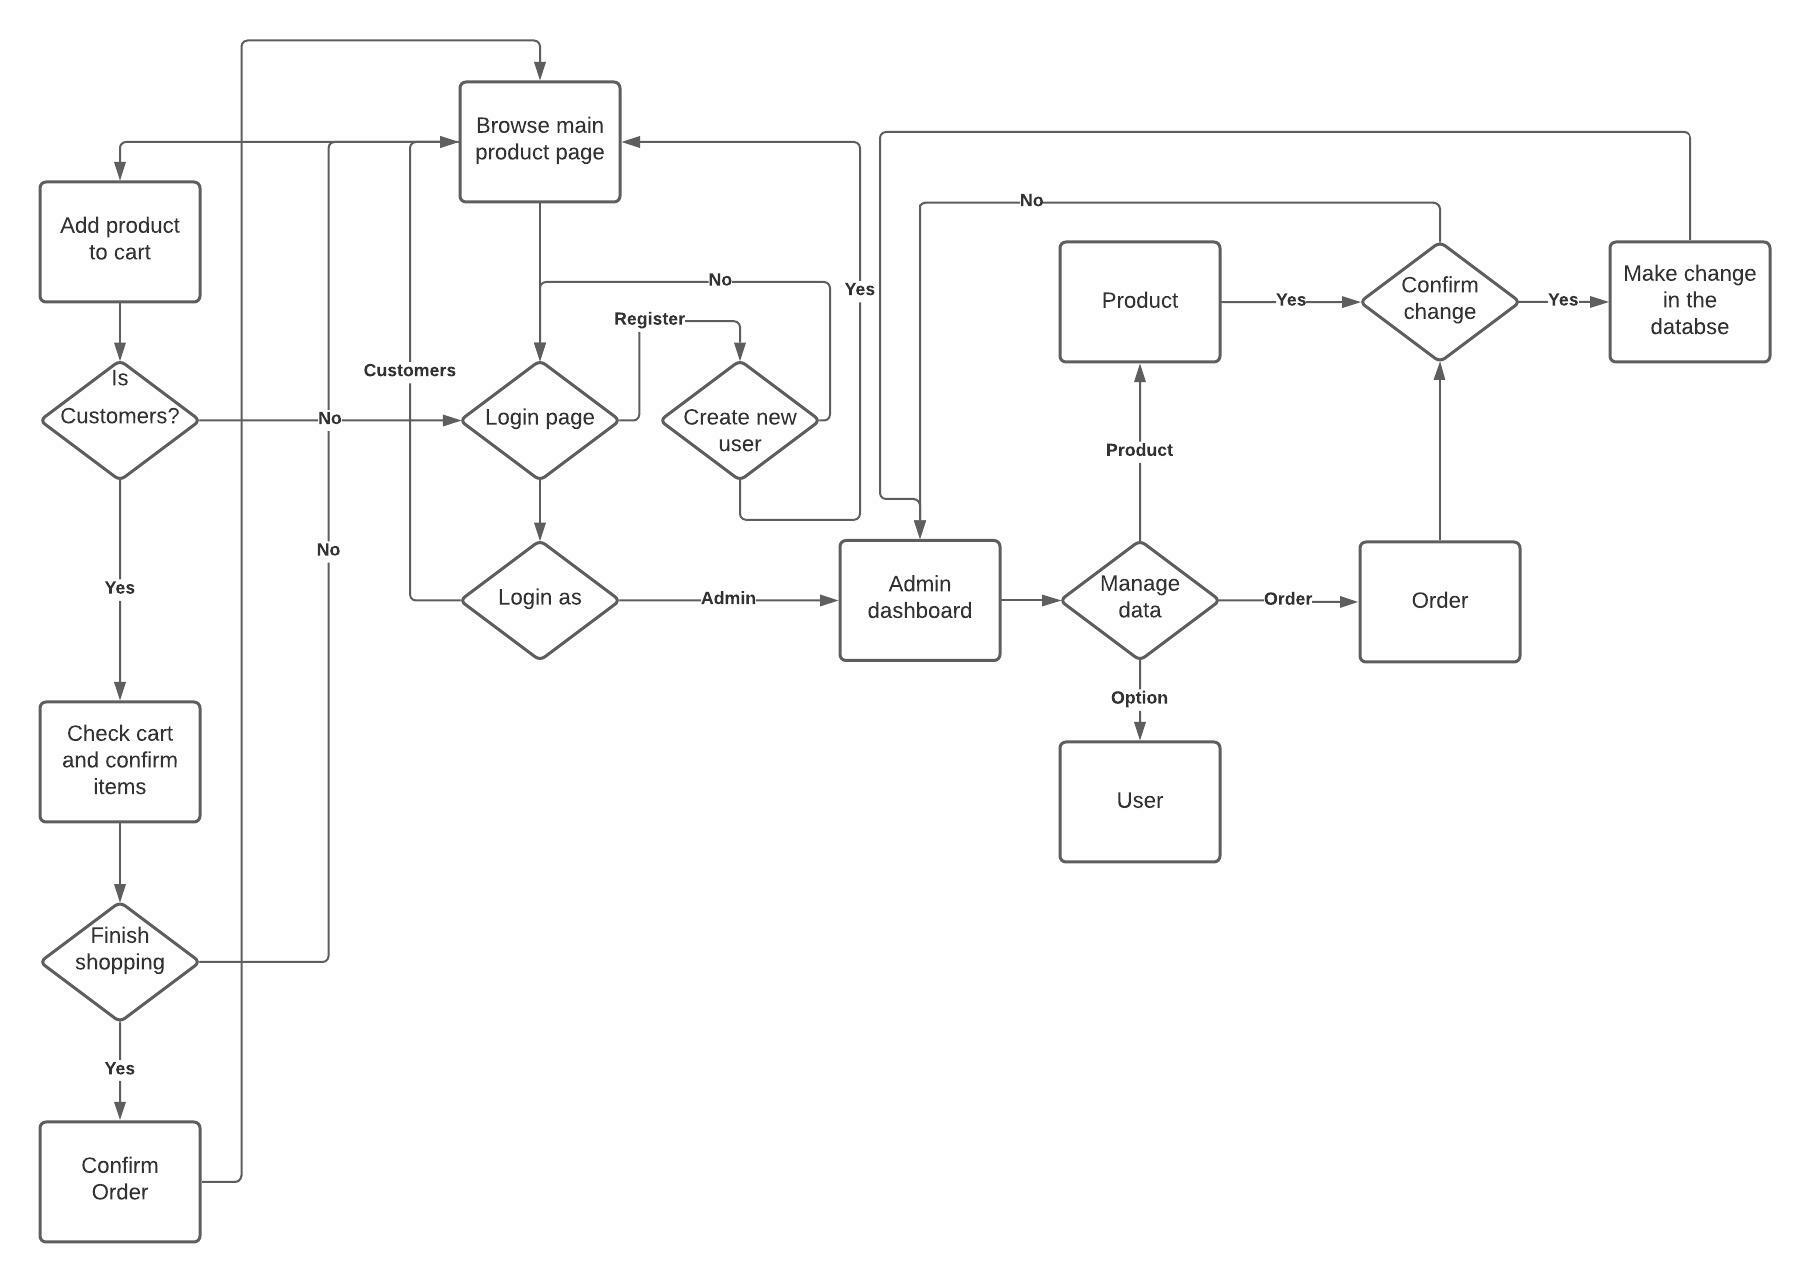 Browse main
product page
Add product
to cart
No
Product
Confirm
change
Make change
in the
databse
Yes
Yes
No
Yes
Register
Customers
Is
Customers?
No
Login page
Create new
user
Product
No
Yes
Login as
Admin
Admin
dashboard
Manage
data
Order
Order
Option
Check cart
and confirm
items
User
Finish
shopping
Yes
Confirm
Order